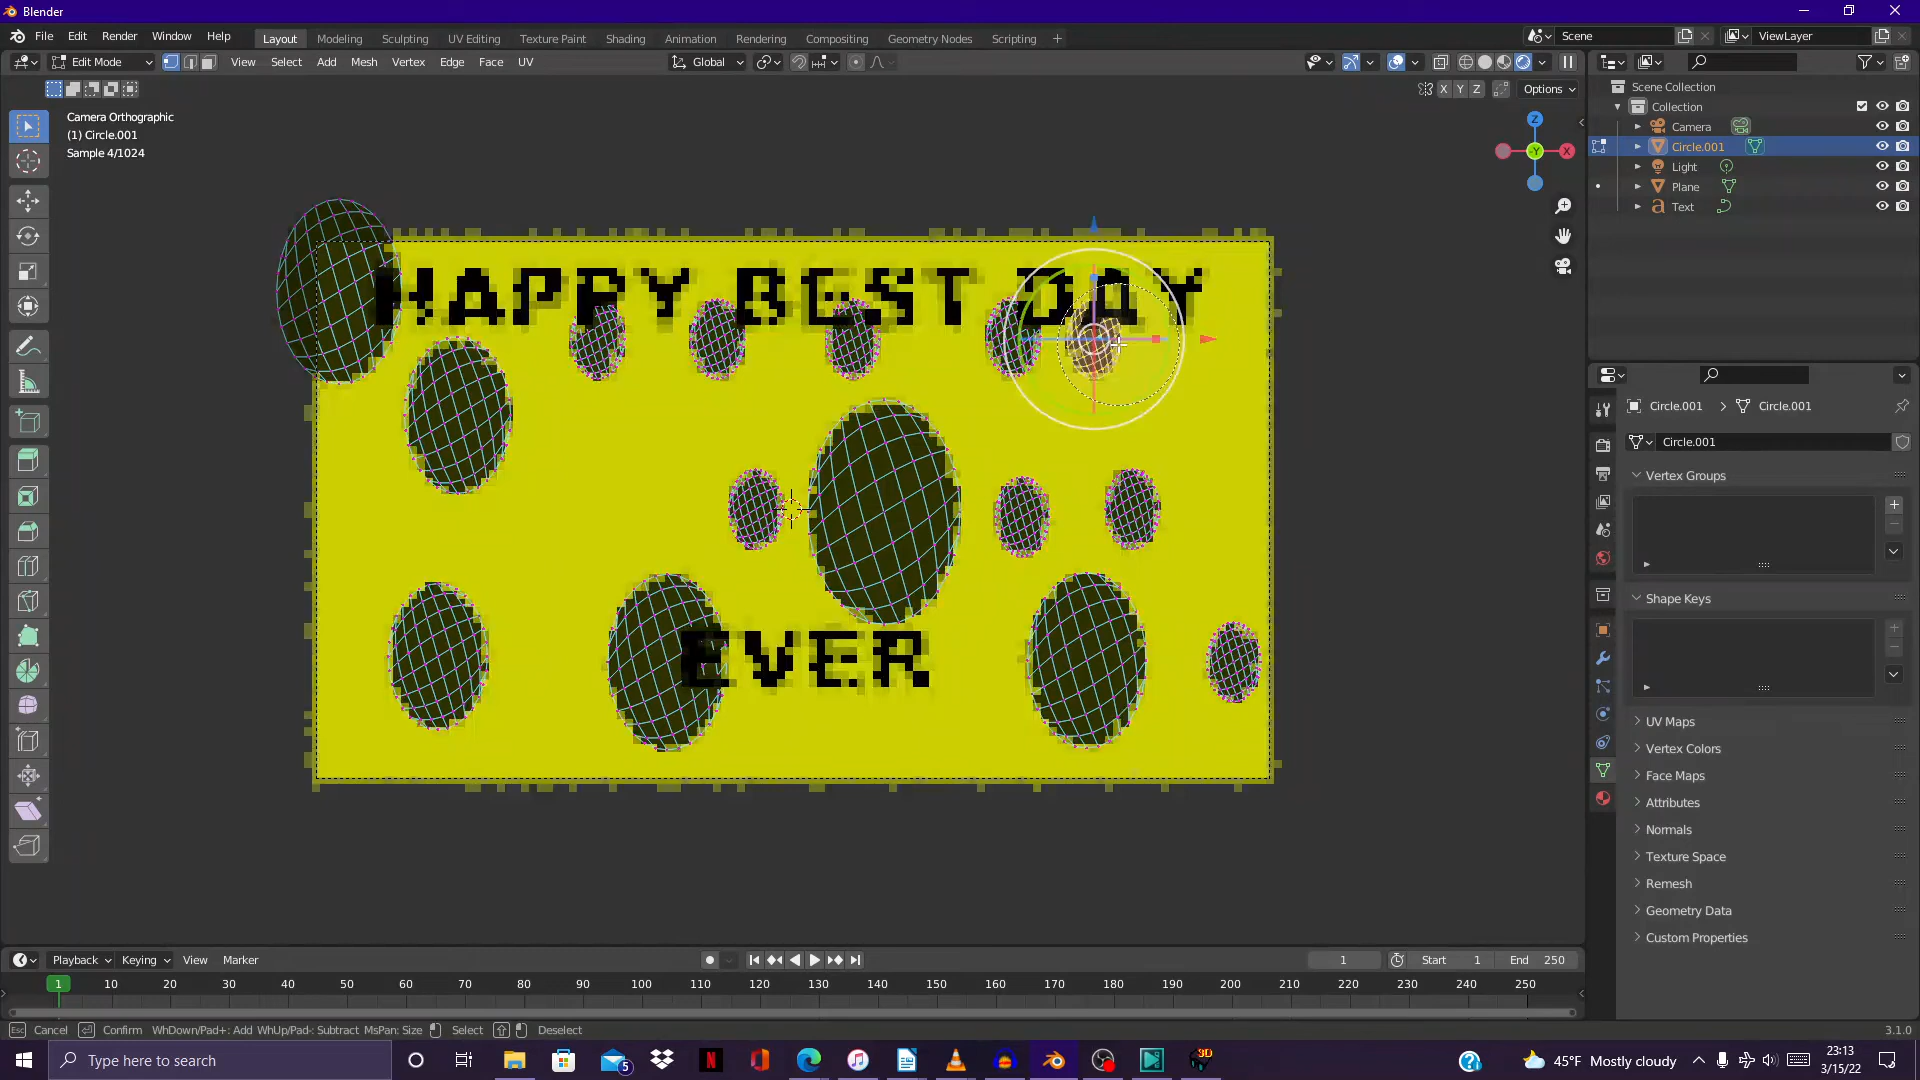 Blender
File Edit Render Window Help
Layout Modeling Sculpting UV Editing Texture Paint Shading Animation Rendering Compositing Geometry Nodes Scripting +
Scene
ViewLayer
Edit Mode
View Select Add Mesh Vertex Edge Face UV
Global
X Y Z Options
Camera Orthographic
(1) Circle.001
Sample 4/1024
Z
-Y
X
HAPPY BEST DAY
EVER
Scene Collection
Collection
Camera
Circle.001
Light
Plane
Text
Circle.001 Circle.001
Circle.001
Vertex Groups
Shape Keys
UV Maps
Vertex Colors
Face Maps
Attributes
Normals
Texture Space
Remesh
Geometry Data
Custom Properties
Playback Keying View Marker
1 Start 1 End 250
1 10 20 30 40 50 60 70 80 90 100 110 120 130 140 150 160 170 180 190 200 210 220 230 240 250
Esc Cancel Confirm WhDown/Pad+: Add WhUp/Pad-: Subtract MsPan: Size Select Deselect
3.1.0
Type here to search
5
N
3D
45°F Mostly cloudy
23:13
3/15/22